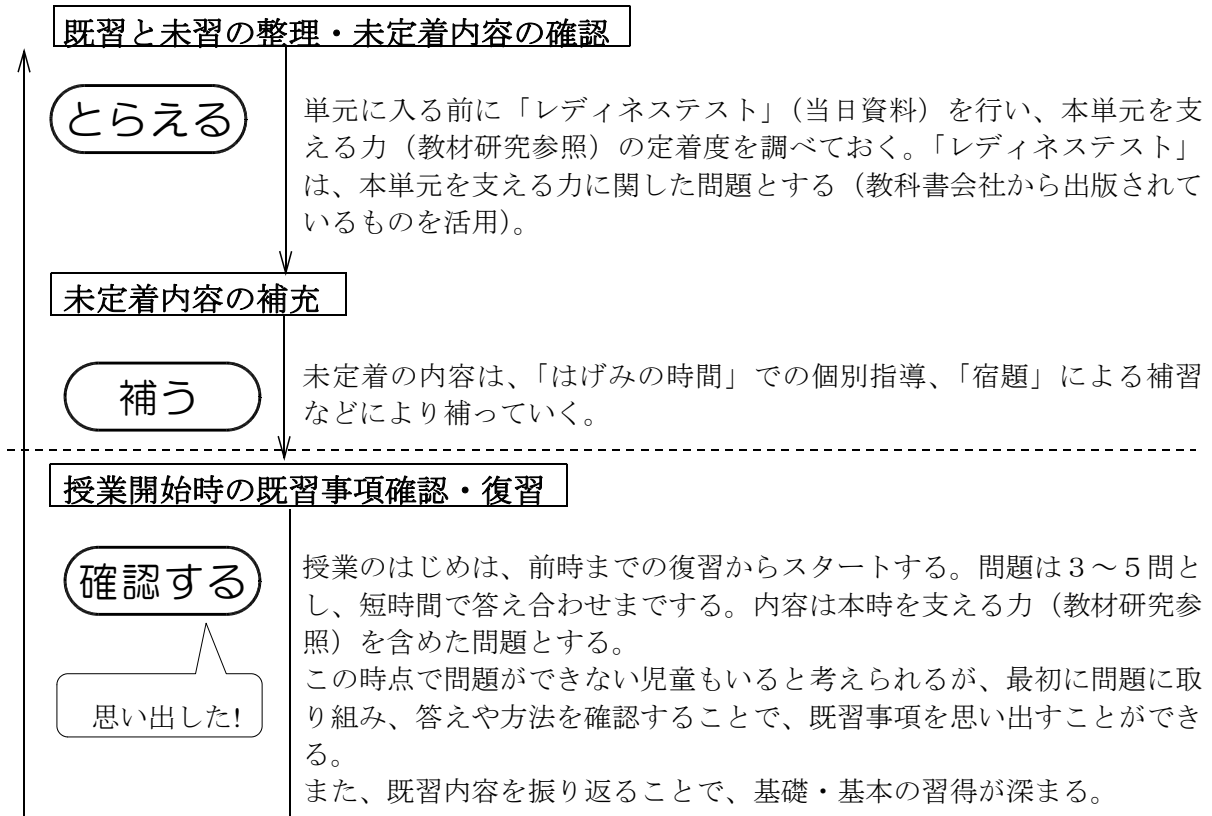 既習と未習の整理・未定着内容の確認
とらえる
単元に入る前に「レディネステスト」（当日資料）を行い、本単元を支
える力（教材研究参照）の定着度を調べておく。「レディネステスト」
は、本単元を支える力に関した問題とする（教科書会社から出版されて
いるものを活用）。
未定着内容の補充
補う
未定着の内容は、「はげみの時間」での個別指導、「宿題」による補習
などにより補っていく。
授業開始時の既習事項確認・復習
確認する
授業のはじめは、前時までの復習からスタートする。問題は３～５問と
し、短時間で答え合わせまでする。内容は本時を支える力（教材研究参
照）を含めた問題とする。
この時点で問題ができない児童もいると考えられるが、最初に問題に取
り組み、答えや方法を確認することで、既習事項を思い出すことができ
る。
また、既習内容を振り返ることで、基礎・基本の習得が深まる。
思い出した!